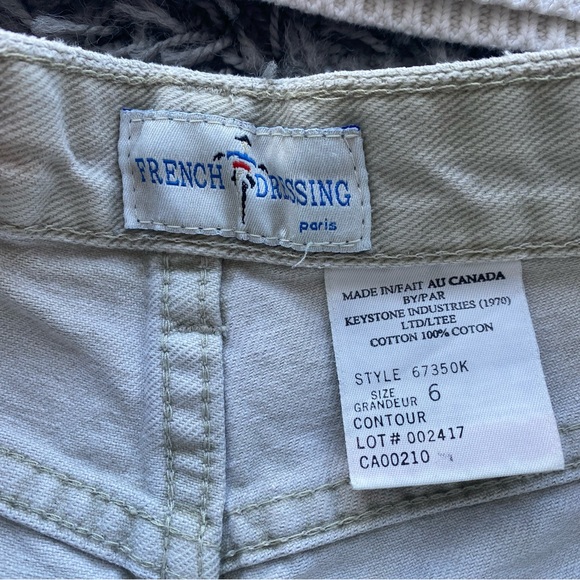 FRENCH DRESSING
paris
MADE IN/FAIT AU CANADA
BY/PAR
KEYSTONE INDUSTRIES (1970)
LTD/LTEE
COTTON 100% COTON
STYLE 67350K
SIZE
GRANDEUR 6
CONTOUR
LOT# 002417
CA00210